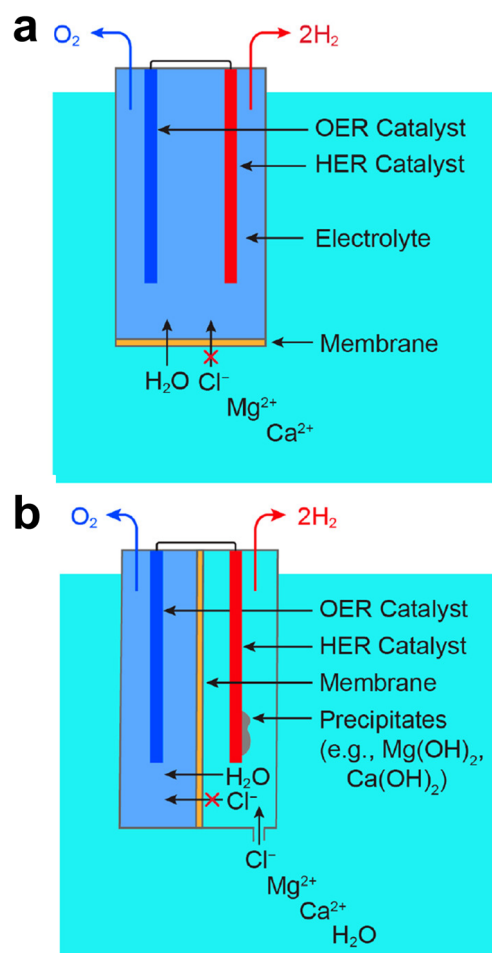 a
O₂
2H₂
OER Catalyst
HER Catalyst
Electrolyte
Membrane
H₂O Cl⁻
Mg²⁺
Ca²⁺
b
O₂
2H₂
OER Catalyst
HER Catalyst
Membrane
Precipitates
(e.g., Mg(OH)₂,
Ca(OH)₂)
H₂O
Cl⁻
Cl⁻
Mg²⁺
Ca²⁺
H₂O